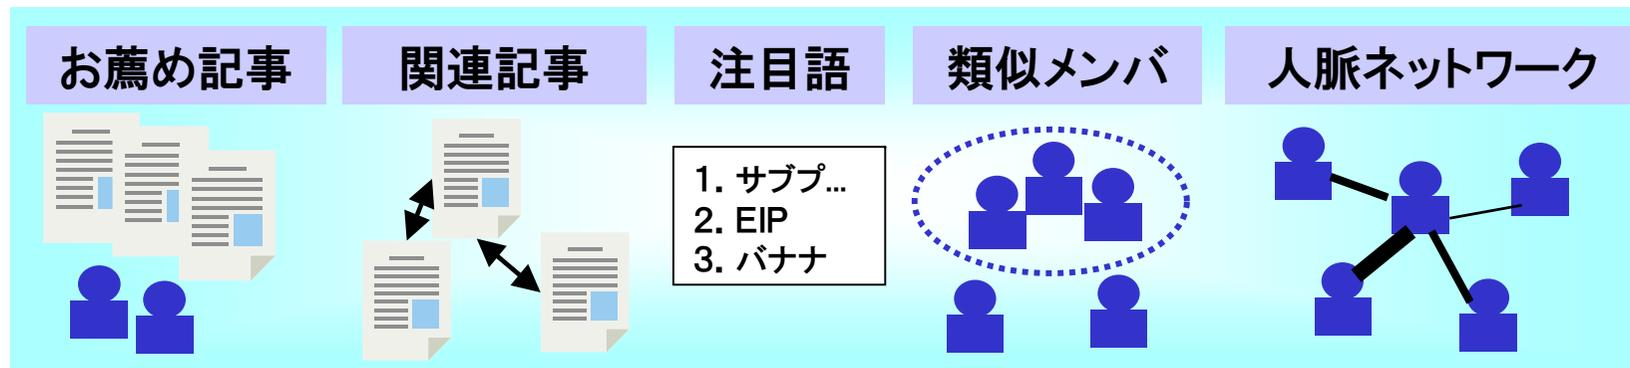 お薦め記事
関連記事
注目語
類似メンバ
人脈ネットワーク
1. サブプ...
2. EIP
3. バナナ